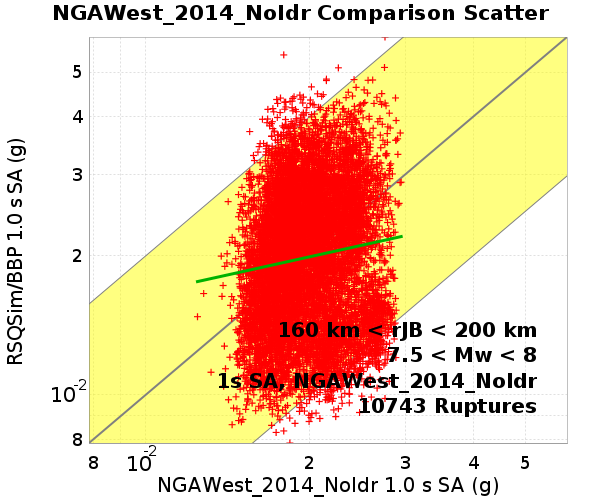 NGAWest_2014_NoIdr Comparison Scatter
RSQSim/BBP 1.0 s SA (g)
5
4
3
2
10-2
8
160 km < rJB < 200 km
7.5 < Mw < 8
1s SA, NGAWest_2014_NoIdr
10743 Ruptures
8 10-2 2 3 4 5
NGAWest_2014_NoIdr 1.0 s SA (g)